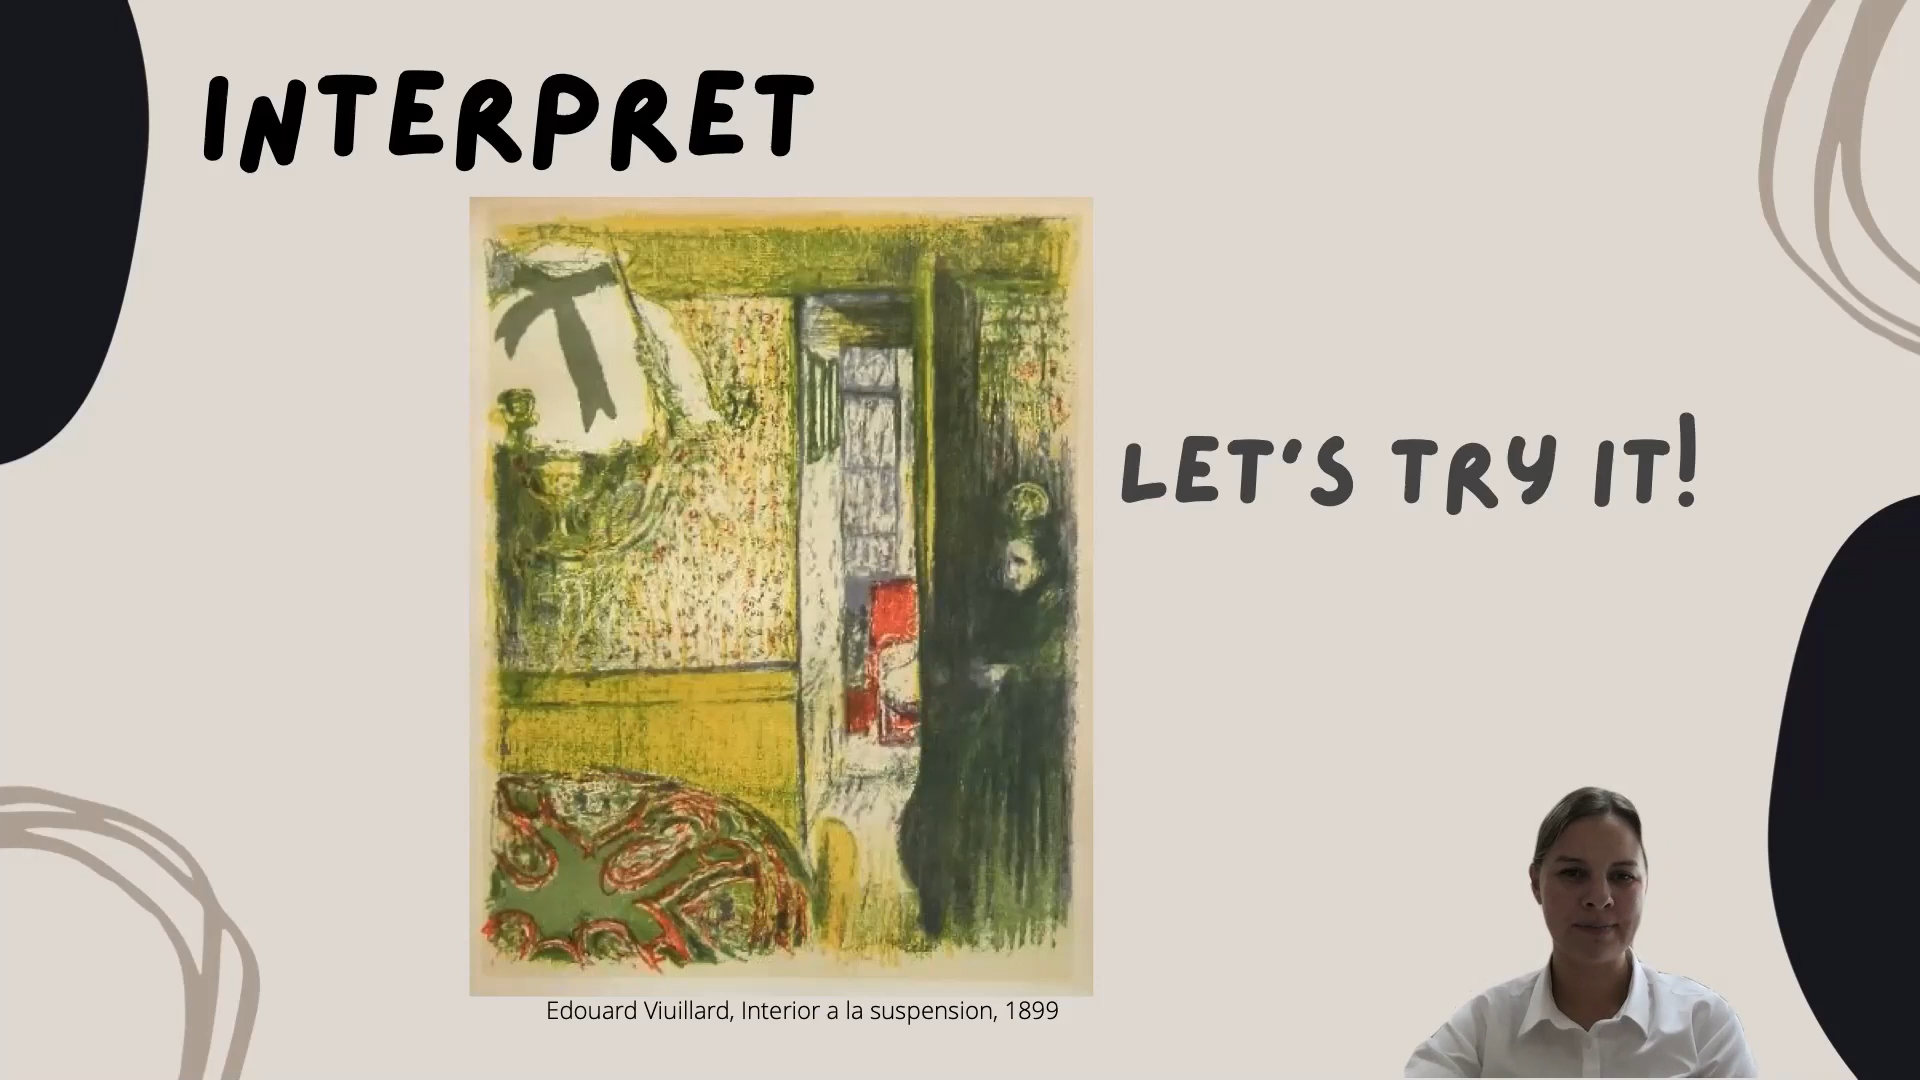 INTERPRET
LET'S TRY IT!
Edouard Viuillard, Interior a la suspension, 1899